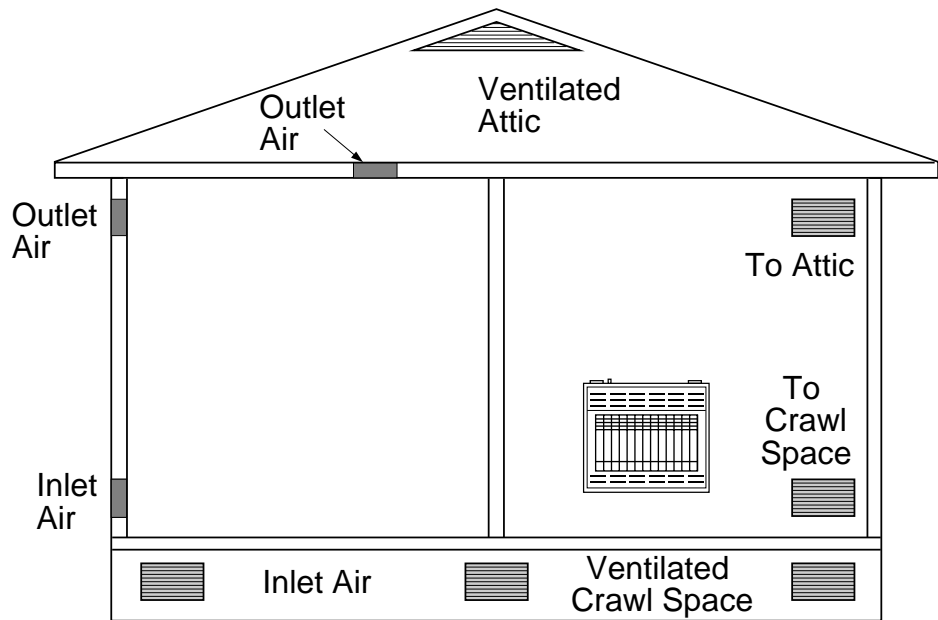 Ventilated
Attic
Outlet
Air
Outlet
Air
To Attic
To
Crawl
Space
Inlet
Air
Inlet Air
Ventilated
Crawl Space